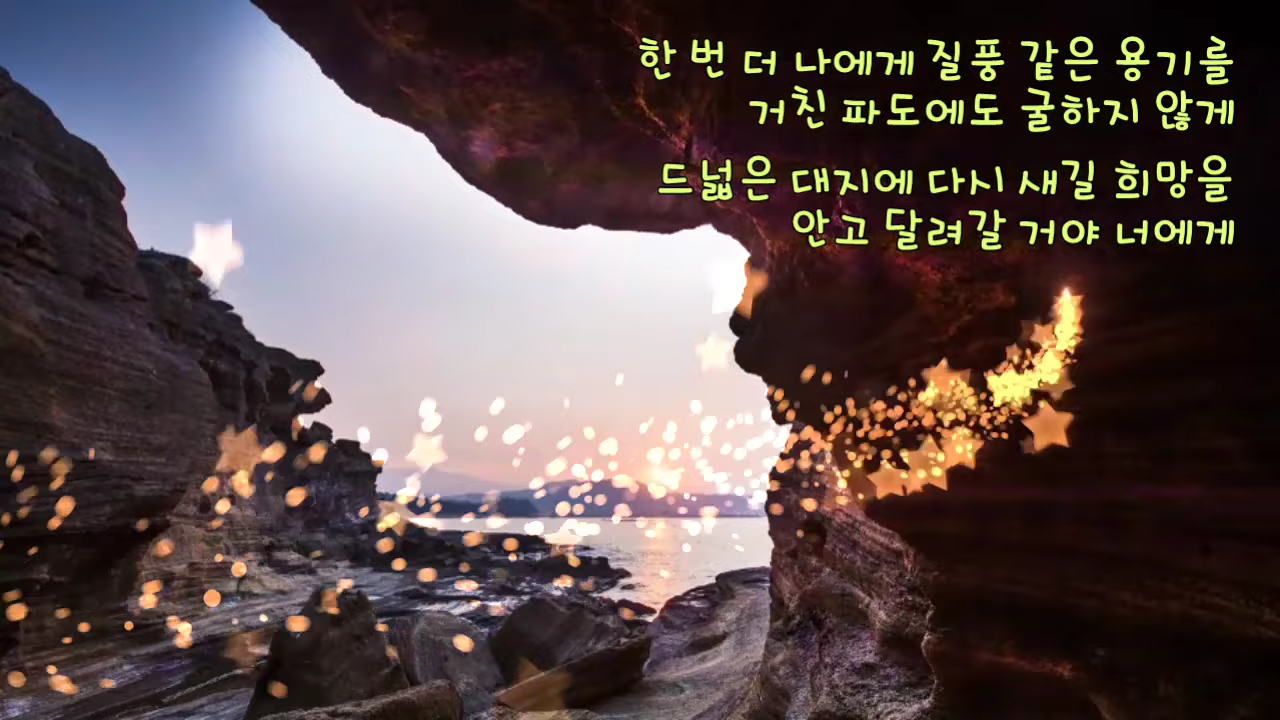 한 번 더 나에게 질풍 같은 용기를
거친 파도에도 굴하지 않게
드넓은 대지에 다시 새길 희망을
안고 달려갈 거야 너에게